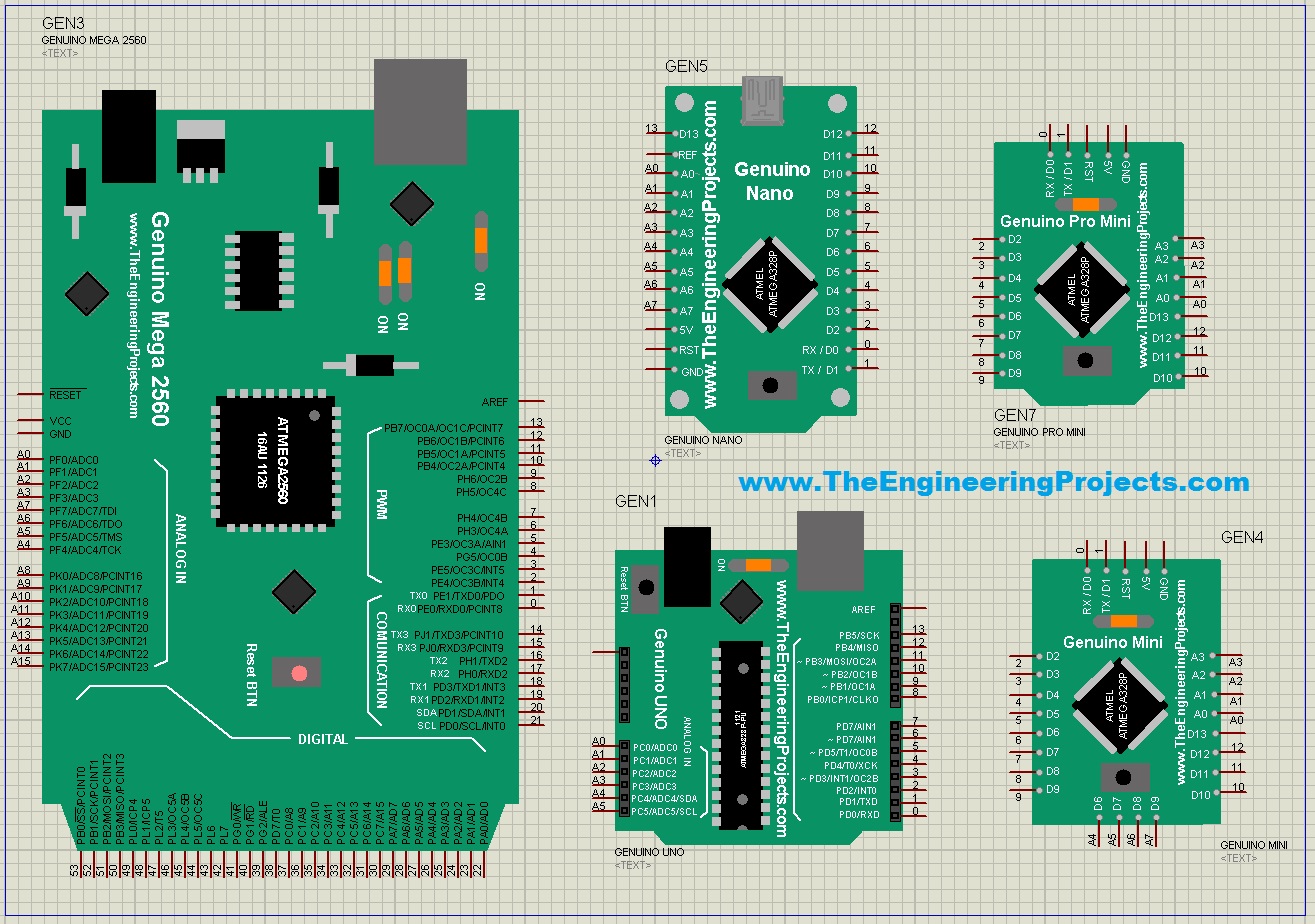 GEN3
GENUINO MEGA 2560
<TEXT>
Genuino Mega 2560
www.TheEngineeringProjects.com
ON
ON
ON
ATMEGA2560
16AU 1126
RESET
VCC
GND
A0 PF0/ADC0
A1 PF1/ADC1
A2 PF2/ADC2
A3 PF3/ADC3
A7 PF7/ADC7/TDI
A6 PF6/ADC6/TDO
A5 PF5/ADC5/TMS
A4 PF4/ADC4/TCK
A8 PK0/ADC8/PCINT16
A9 PK1/ADC9/PCINT17
A10 PK2/ADC10/PCINT18
A11 PK3/ADC11/PCINT19
A12 PK4/ADC12/PCINT20
A13 PK5/ADC13/PCINT21
A14 PK6/ADC14/PCINT22
A15 PK7/ADC15/PCINT23
ANALOG IN
AREF
PB7/OC0A/OC1C/PCINT7 13
PB6/OC1B/PCINT6 12
PB5/OC1A/PCINT5 11
PB4/OC2A/PCINT4 10
PH6/OC2B 9
PH5/OC4C 8
PH4/OC4B 7
PH3/OC4A 6
PE3/OC3A/AIN1 5
PG5/OC0B 4
PE5/OC3C/INT5 3
PE4/OC3B/INT4 2
TX0 PE1/TXD0/PDO 1
RX0 PE0/RXD0/PCINT8 0
TX3 PJ1/TXD3/PCINT10 14
RX3 PJ0/RXD3/PCINT9 15
TX2 PH1/TXD2 16
RX2 PH0/RXD2 17
TX1 PD3/TXD1/INT3 18
RX1 PD2/RXD1/INT2 19
SDA PD1/SDA/INT1 20
SCL PD0/SCL/INT0 21
PWM
COMMUNICATION
Reset BTN
DIGITAL
PB0/SS/PCINT0 53
PB1/SCK/PCINT1 52
PB2/MOSI/PCINT2 51
PB3/MISO/PCINT3 50
PL0/ICP4 49
PL1/ICP5 48
PL2/T5 47
PL3/OC5A 46
PL4/OC5B 45
PL5/OC5C 44
PL6 43
PL7 42
PG0/WR 41
PG1/RD 40
PG2/ALE 39
PD7/T0 38
PC0/A8 37
PC1/A9 36
PC2/A10 35
PC3/A11 34
PC4/A12 33
PC5/A13 32
PC6/A14 31
PC7/A15 30
PA7/AD7 29
PA6/AD6 28
PA5/AD5 27
PA4/AD4 26
PA3/AD3 25
PA2/AD2 24
PA1/AD1 23
PA0/AD0 22
GEN5
www.TheEngineeringProjects.com
Genuino
Nano
ATMEL
ATMEGA328P
13 D13
REF
A0 A0
A1 A1
A2 A2
A3 A3
A4 A4
A5 A5
A6 A6
A7 A7
5V
RST
GND
D12 12
D11 11
D10 10
D9 9
D8 8
D7 7
D6 6
D5 5
D4 4
D3 3
D2 2
RX / D0 0
TX / D1 1
GENUINO NANO
<TEXT>
0 RX / D0
1 TX / D1
RST
5V
GND
Genuino Pro Mini
www.TheEngineeringProjects.com
ATMEL
ATMEGA328P
2 D2
3 D3
4 D4
5 D5
6 D6
7 D7
8 D8
9 D9
A3 A3
A2 A2
A1 A1
A0 A0
D13
D12 12
D11 11
D10 10
GEN7
GENUINO PRO MINI
<TEXT>
www.TheEngineeringProjects.com
GEN1
Reset BTN
ON
Genuino UNO
www.TheEngineeringProjects.com
ANALOG IN
ATMEGA328P-PU
1121
A0 PC0/ADC0
A1 PC1/ADC1
A2 PC2/ADC2
A3 PC3/ADC3
A4 PC4/ADC4/SDA
A5 PC5/ADC5/SCL
AREF
PB5/SCK 13
PB4/MISO 12
~ PB3/MOSI/OC2A 11
~ PB2/OC1B 10
~ PB1/OC1A 9
PB0/ICP1/CLKO 8
PD7/AIN1 7
~ PD7/AIN1 6
~ PD5/T1/OC0B 5
PD4/T0/XCK 4
~ PD3/INT1/OC2B 3
PD2/INT0 2
PD1/TXD 1
PD0/RXD 0
GENUINO UNO
<TEXT>
GEN4
0 RX / D0
1 TX / D1
RST
5V
GND
Genuino Mini
www.TheEngineeringProjects.com
ATMEL
ATMEGA328P
2 D2
3 D3
4 D4
5 D5
6 D6
7 D7
8 D8
9 D9
A3 A3
A2 A2
A1 A1
A0 A0
D13
D12 12
D11 11
D10 10
D6 A4
D7 A5
D8 A6
D9 A7
GENUINO MINI
<TEXT>